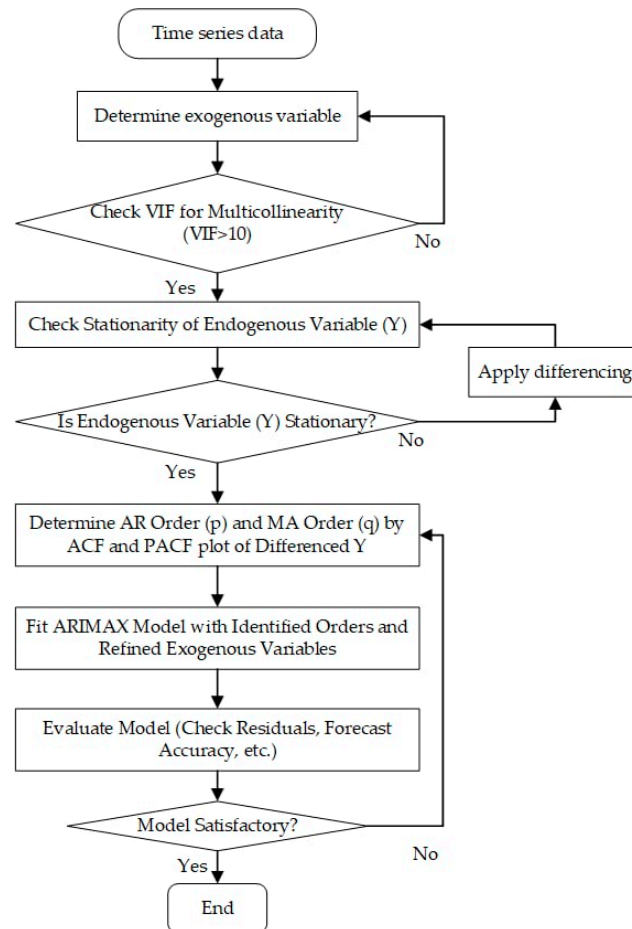 Time series data
Determine exogenous variable
Check VIF for Multicollinearity
(VIF>10)
No
Yes
Check Stationarity of Endogenous Variable (Y)
Apply differencing
Is Endogenous Variable (Y) Stationary?
No
Yes
Determine AR Order (p) and MA Order (q) by
ACF and PACF plot of Differenced Y
Fit ARIMAX Model with Identified Orders and
Refined Exogenous Variables
Evaluate Model (Check Residuals, Forecast
Accuracy, etc.)
Model Satisfactory?
No
Yes
End